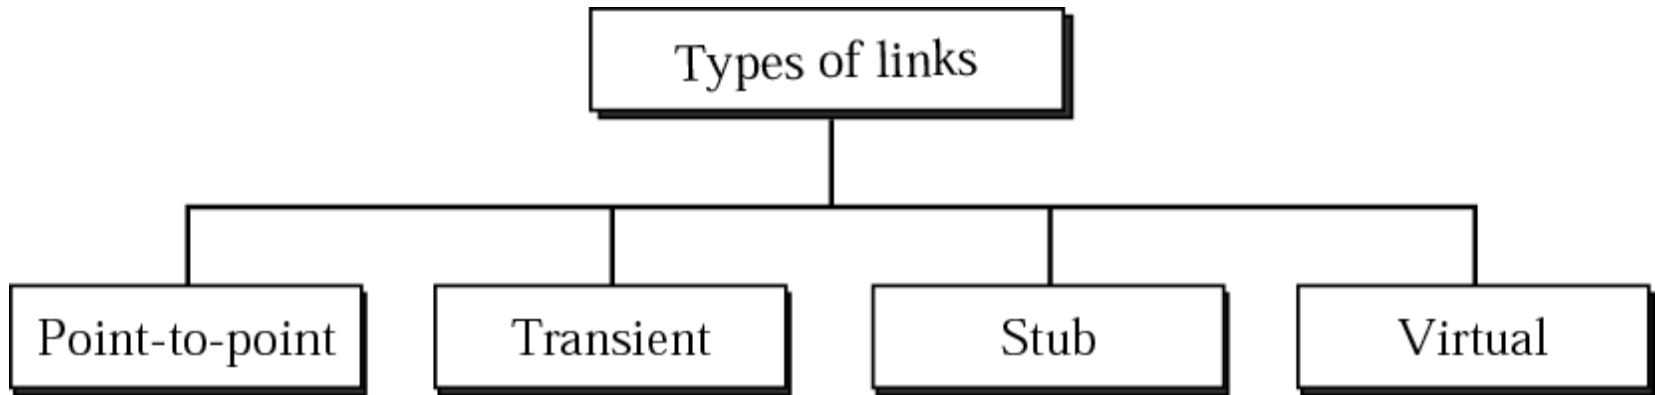 Types of links
Point-to-point
Transient
Stub
Virtual